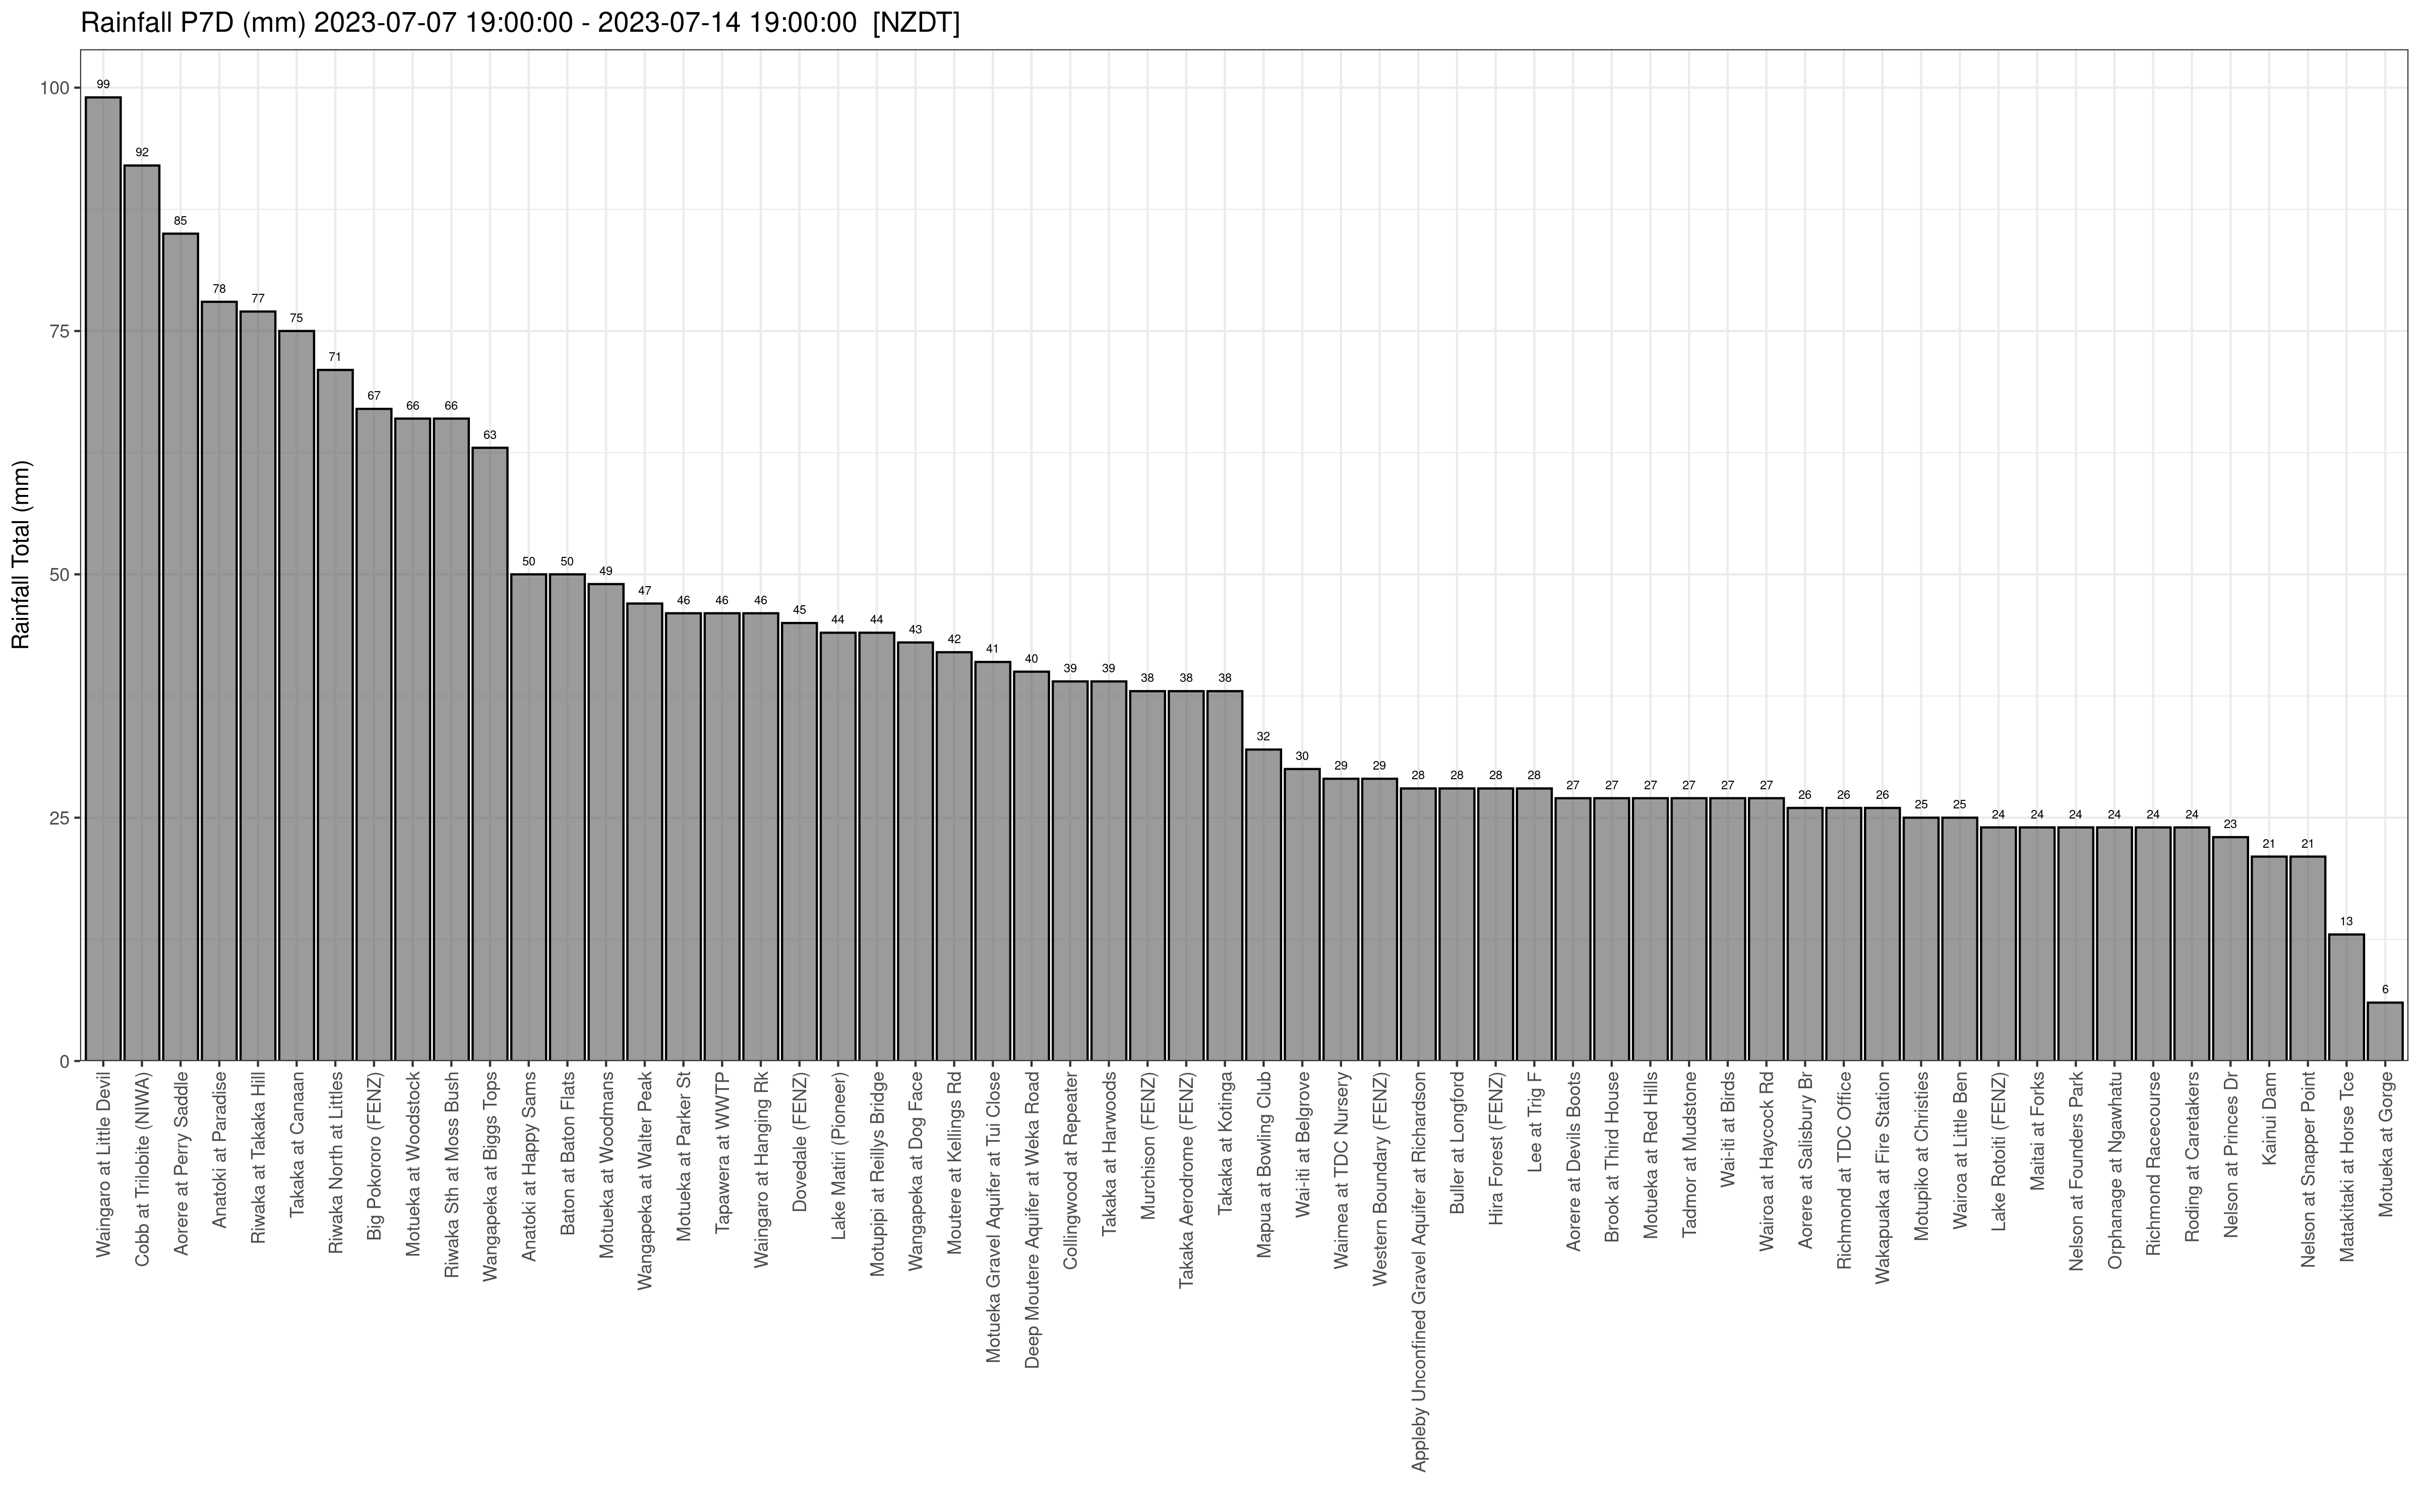 Rainfall P7D (mm) 2023-07-07 19:00:00 - 2023-07-14 19:00:00 [NZDT]
Rainfall Total (mm)
100
75
50
25
0
99
92
85
78
77
75
71
67
66
66
63
50
50
49
47
46
46
46
45
44
44
43
42
41
40
39
39
38
38
38
32
30
29
29
28
28
28
28
27
27
27
27
27
27
26
26
26
25
25
24
24
24
24
24
24
23
21
21
13
6
Waingaro at Little Devil
Cobb at Trilobite (NIWA)
Aorere at Perry Saddle
Anatoki at Paradise
Riwaka at Takaka Hill
Takaka at Canaan
Riwaka North at Littles
Big Pokororo (FENZ)
Motueka at Woodstock
Riwaka Sth at Moss Bush
Wangapeka at Biggs Tops
Anatoki at Happy Sams
Baton at Baton Flats
Motueka at Woodmans
Wangapeka at Walter Peak
Motueka at Parker St
Tapawera at WWTP
Waingaro at Hanging Rk
Dovedale (FENZ)
Lake Matiri (Pioneer)
Motupipi at Reillys Bridge
Wangapeka at Dog Face
Moutere at Kellings Rd
Motueka Gravel Aquifer at Tui Close
Deep Moutere Aquifer at Weka Road
Collingwood at Repeater
Takaka at Harwoods
Murchison (FENZ)
Takaka Aerodrome (FENZ)
Takaka at Kotinga
Mapua at Bowling Club
Wai-iti at Belgrove
Waimea at TDC Nursery
Western Boundary (FENZ)
Appleby Unconfined Gravel Aquifer at Richardson
Buller at Longford
Hira Forest (FENZ)
Lee at Trig F
Aorere at Devils Boots
Brook at Third House
Motueka at Red Hills
Tadmor at Mudstone
Wai-iti at Birds
Wairoa at Haycock Rd
Aorere at Salisbury Br
Richmond at TDC Office
Wakapuaka at Fire Station
Motupiko at Christies
Wairoa at Little Ben
Lake Rotoiti (FENZ)
Maitai at Forks
Nelson at Founders Park
Orphanage at Ngawhatu
Richmond Racecourse
Roding at Caretakers
Nelson at Princes Dr
Kainui Dam
Nelson at Snapper Point
Matakitaki at Horse Tce
Motueka at Gorge